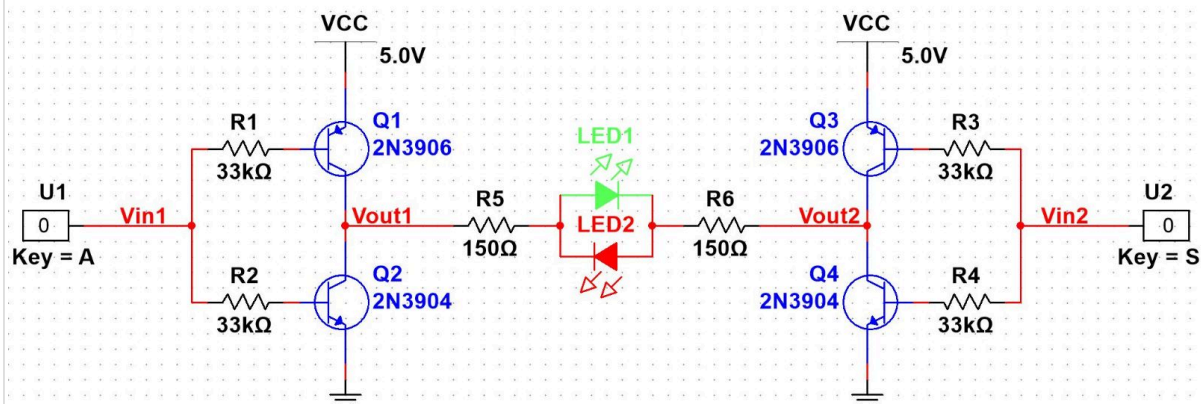 VCC
5.0V
VCC
5.0V
Q1
2N3906
Q3
2N3906
R1
33kΩ
LED1
R3
33kΩ
U1
0
Key = A
Vin1
Vout1
R5
150Ω
LED2
R6
150Ω
Vout2
Vin2
U2
0
Key = S
R2
33kΩ
Q2
2N3904
Q4
2N3904
R4
33kΩ